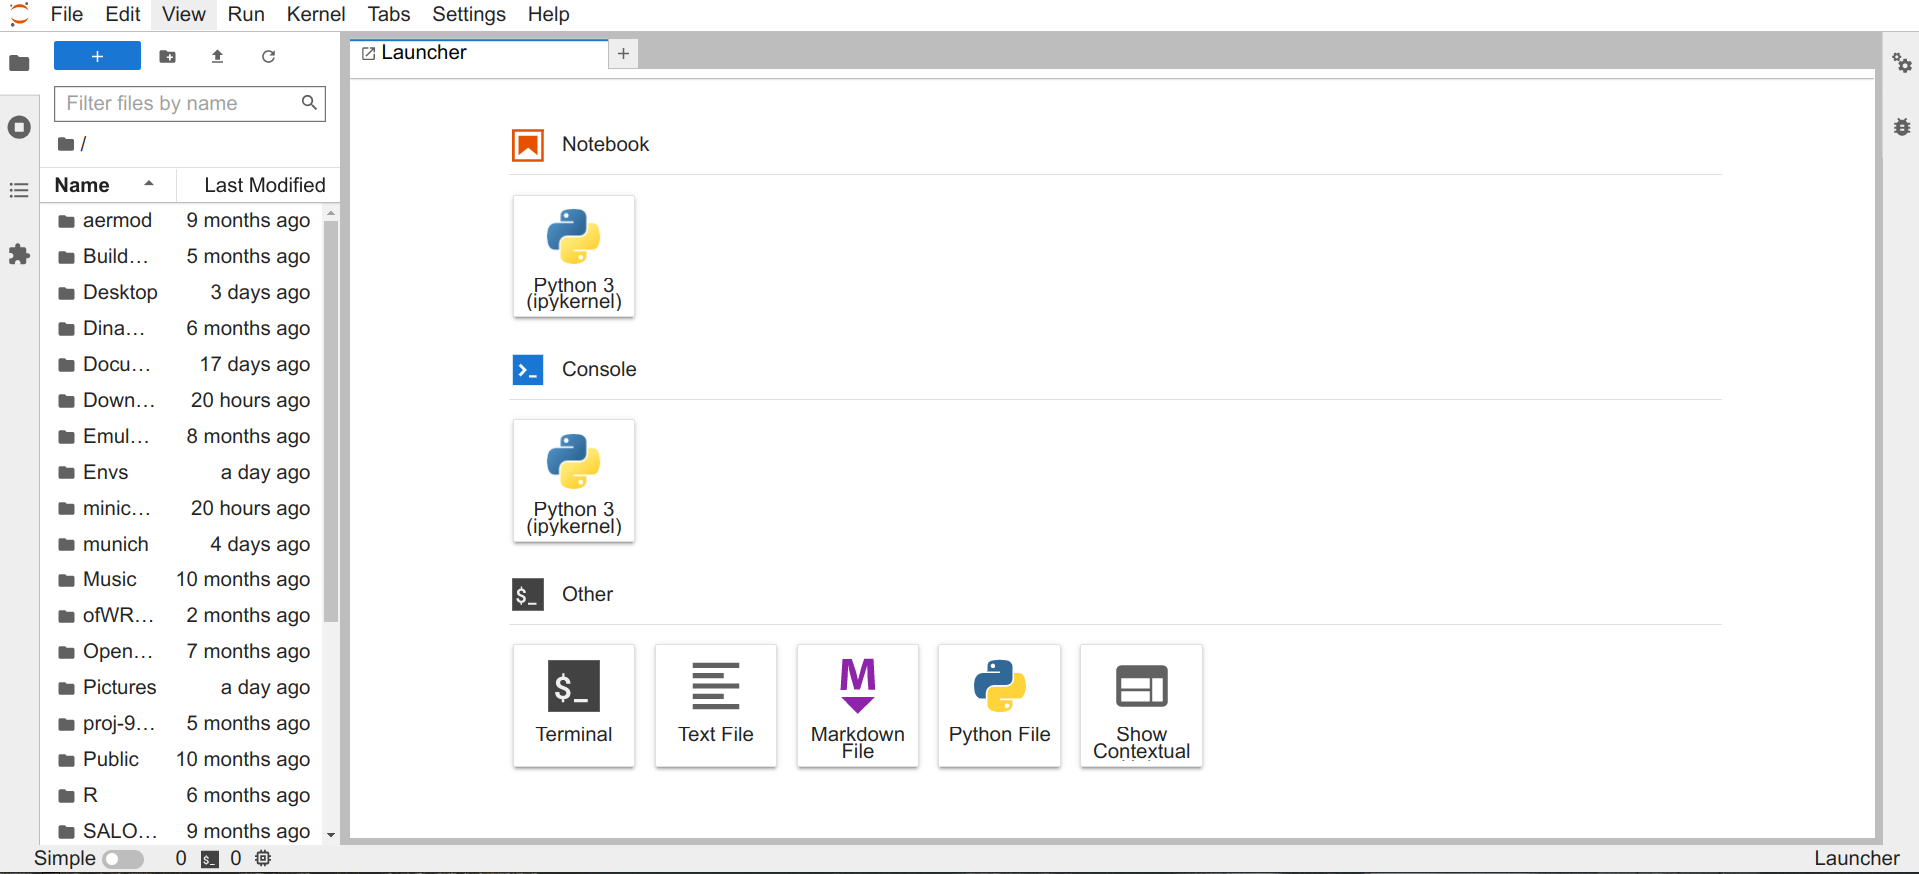 File Edit View Run Kernel Tabs Settings Help
+
Filter files by name
/
Name Last Modified
aermod 9 months ago
Build… 5 months ago
Desktop 3 days ago
Dina… 6 months ago
Docu… 17 days ago
Down… 20 hours ago
Emul… 8 months ago
Envs a day ago
minic… 20 hours ago
munich 4 days ago
Music 10 months ago
ofWR… 2 months ago
Open… 7 months ago
Pictures a day ago
proj-9… 5 months ago
Public 10 months ago
R 6 months ago
SALO… 9 months ago
Launcher +
Notebook
Python 3
(ipykernel)
>_ Console
Python 3
(ipykernel)
$_ Other
$_
Terminal
Text File
M
Markdown
File
Python File
Show
Contextual
Simple 0 $_ 0 Launcher